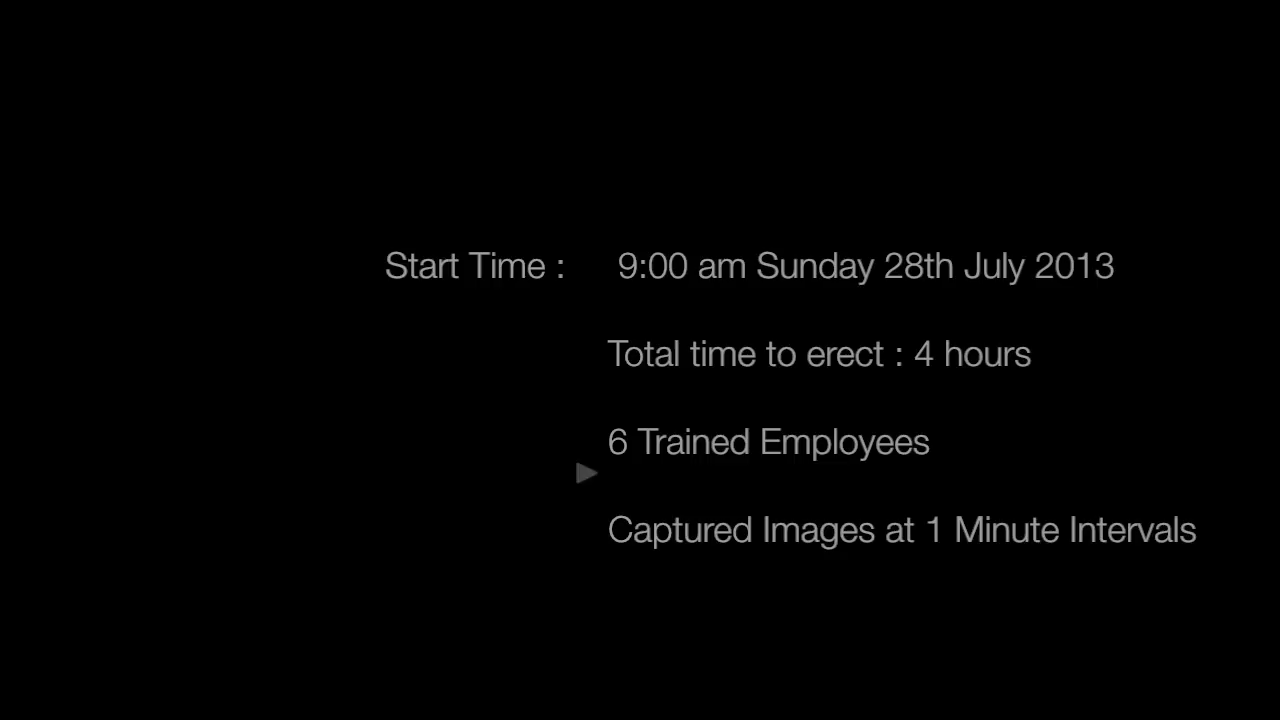 Start Time : 9:00 am Sunday 28th July 2013
Total time to erect : 4 hours
6 Trained Employees
Captured Images at 1 Minute Intervals